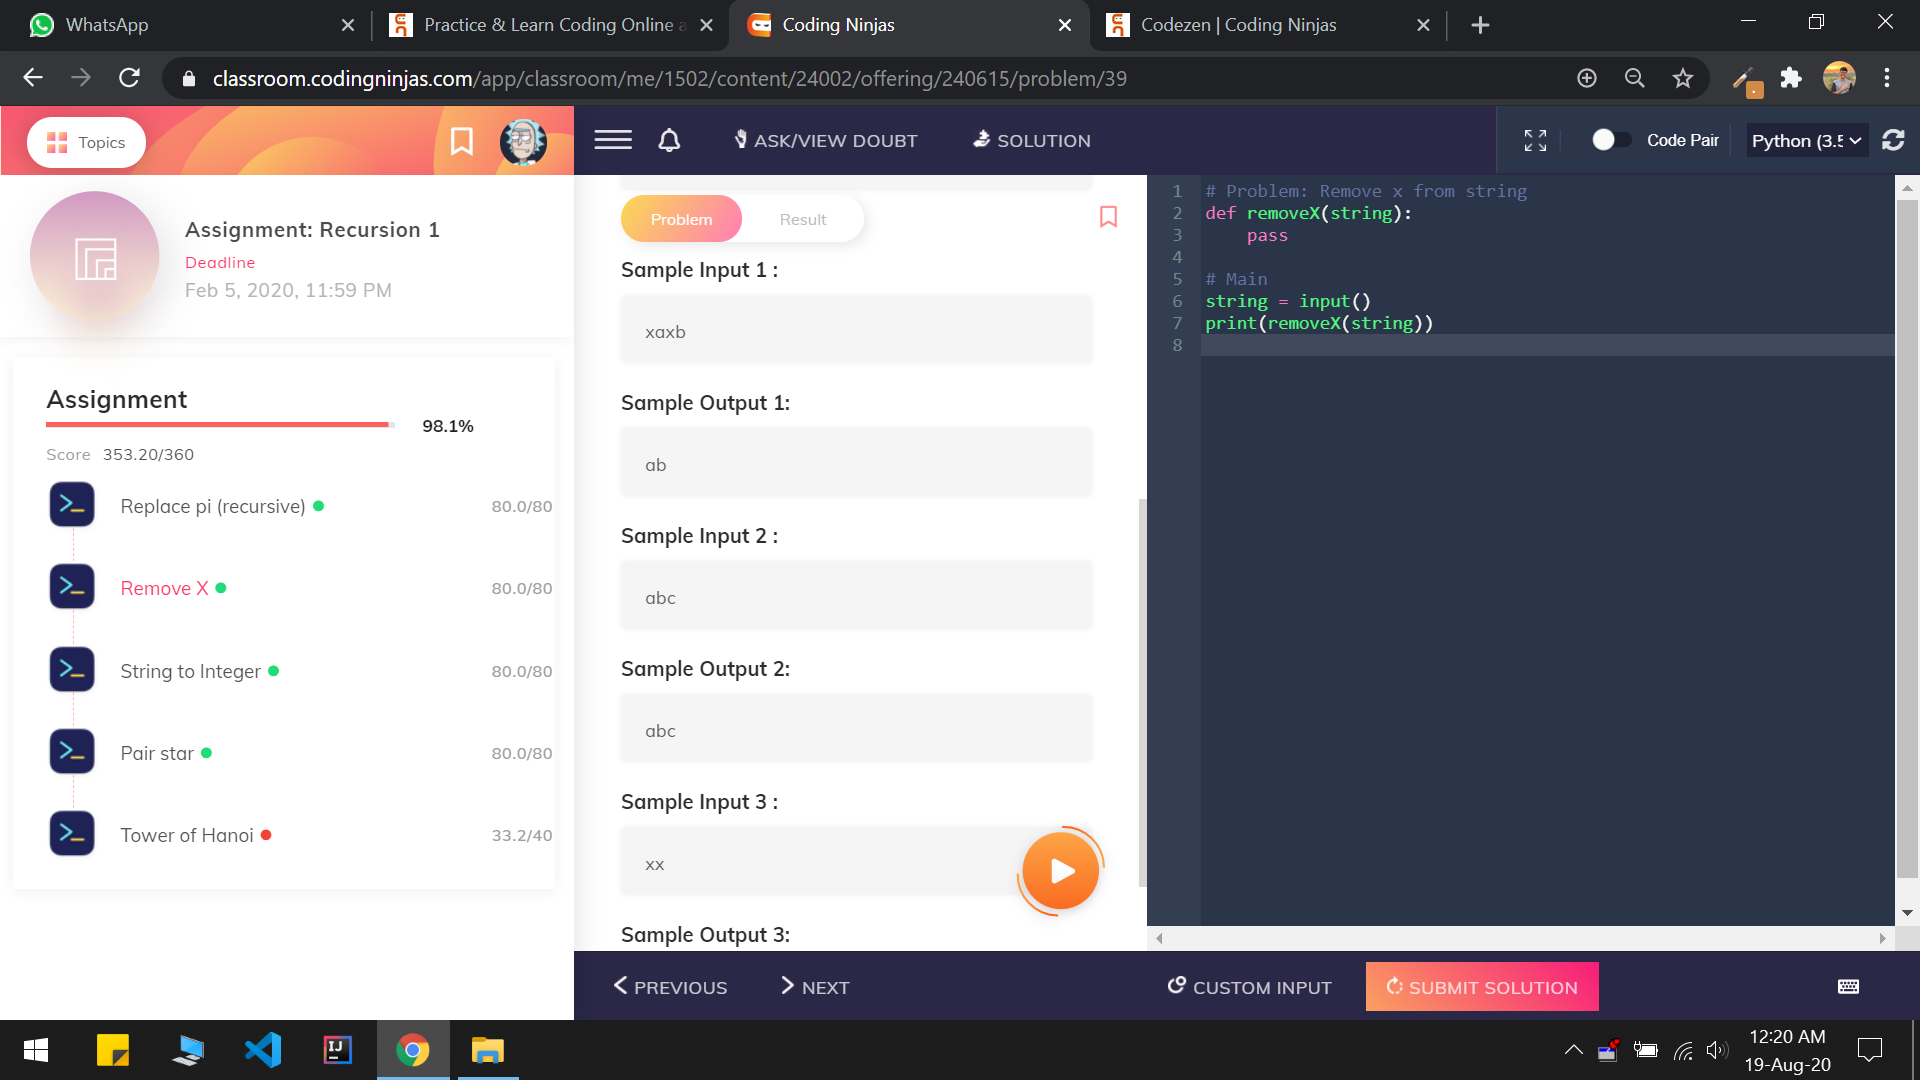 WhatsApp
Practice & Learn Coding Online a
Coding Ninjas
Codezen | Coding Ninjas
classroom.codingninjas.com/app/classroom/me/1502/content/24002/offering/240615/problem/39
Topics
ASK/VIEW DOUBT
SOLUTION
Code Pair
Python (3.5
Assignment: Recursion 1
Deadline
Feb 5, 2020, 11:59 PM
Assignment
98.1%
Score 353.20/360
Replace pi (recursive) 80.0/80
Remove X 80.0/80
String to Integer 80.0/80
Pair star 80.0/80
Tower of Hanoi 33.2/40
Problem
Result
Sample Input 1 :
xaxb
Sample Output 1:
ab
Sample Input 2 :
abc
Sample Output 2:
abc
Sample Input 3 :
xx
Sample Output 3:
1 # Problem: Remove x from string
2 def removeX(string):
3 pass
4
5 # Main
6 string = input()
7 print(removeX(string))
8
PREVIOUS
NEXT
CUSTOM INPUT
SUBMIT SOLUTION
IJ
12:20 AM
19-Aug-20